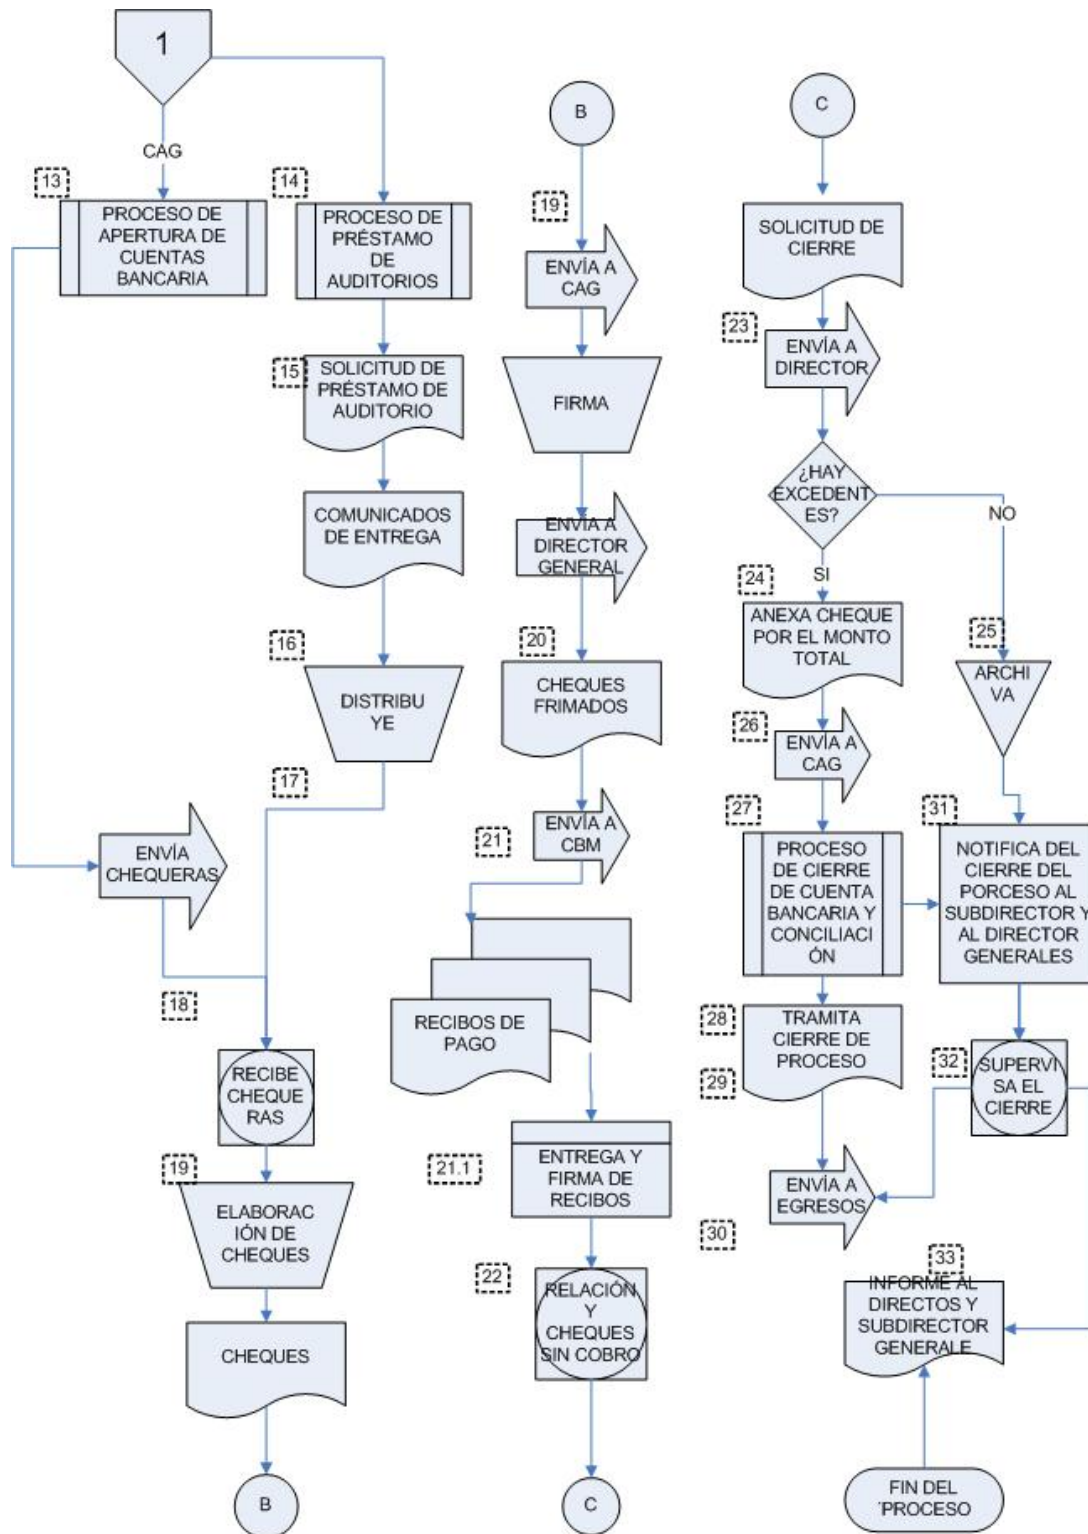 1
CAG
13
PROCESO DE
APERTURA DE
CUENTAS
BANCARIA
14
PROCESO DE
PRÉSTAMO
DE
AUDITORIOS
15
SOLICITUD DE
PRÉSTAMO DE
AUDITORIO
COMUNICADOS
DE ENTREGA
16
DISTRIBU
YE
17
ENVÍA
CHEQUERAS
18
RECIBE
CHEQUE
RAS
19
ELABORAC
IÓN DE
CHEQUES
CHEQUES
B
B
19
ENVÍA A
CAG
FIRMA
ENVÍA A
DIRECTOR
GENERAL
20
CHEQUES
FRIMADOS
21
ENVÍA A
CBM
RECIBOS DE
PAGO
21.1
ENTREGA Y
FIRMA DE
RECIBOS
22
RELACIÓN
Y
CHEQUES
SIN COBRO
C
C
SOLICITUD DE
CIERRE
23
ENVÍA A
DIRECTOR
¿HAY
EXCEDENT
ES?
NO
SI
24
ANEXA CHEQUE
POR EL MONTO
TOTAL
25
ARCHI
VA
26
ENVÍA A
CAG
27
PROCESO
DE CIERRE
DE CUENTA
BANCARIA Y
CONCILIACI
ÓN
31
NOTIFICA DEL
CIERRE DEL
PORCESO AL
SUBDIRECTOR Y
AL DIRECTOR
GENERALES
28
TRAMITA
CIERRE DE
PROCESO
29
32
SUPERVI
SA EL
CIERRE
ENVÍA A
EGRESOS
30
33
INFORME AL
DIRECTOS Y
SUBDIRECTOR
GENERALE
FIN DEL
´PROCESO